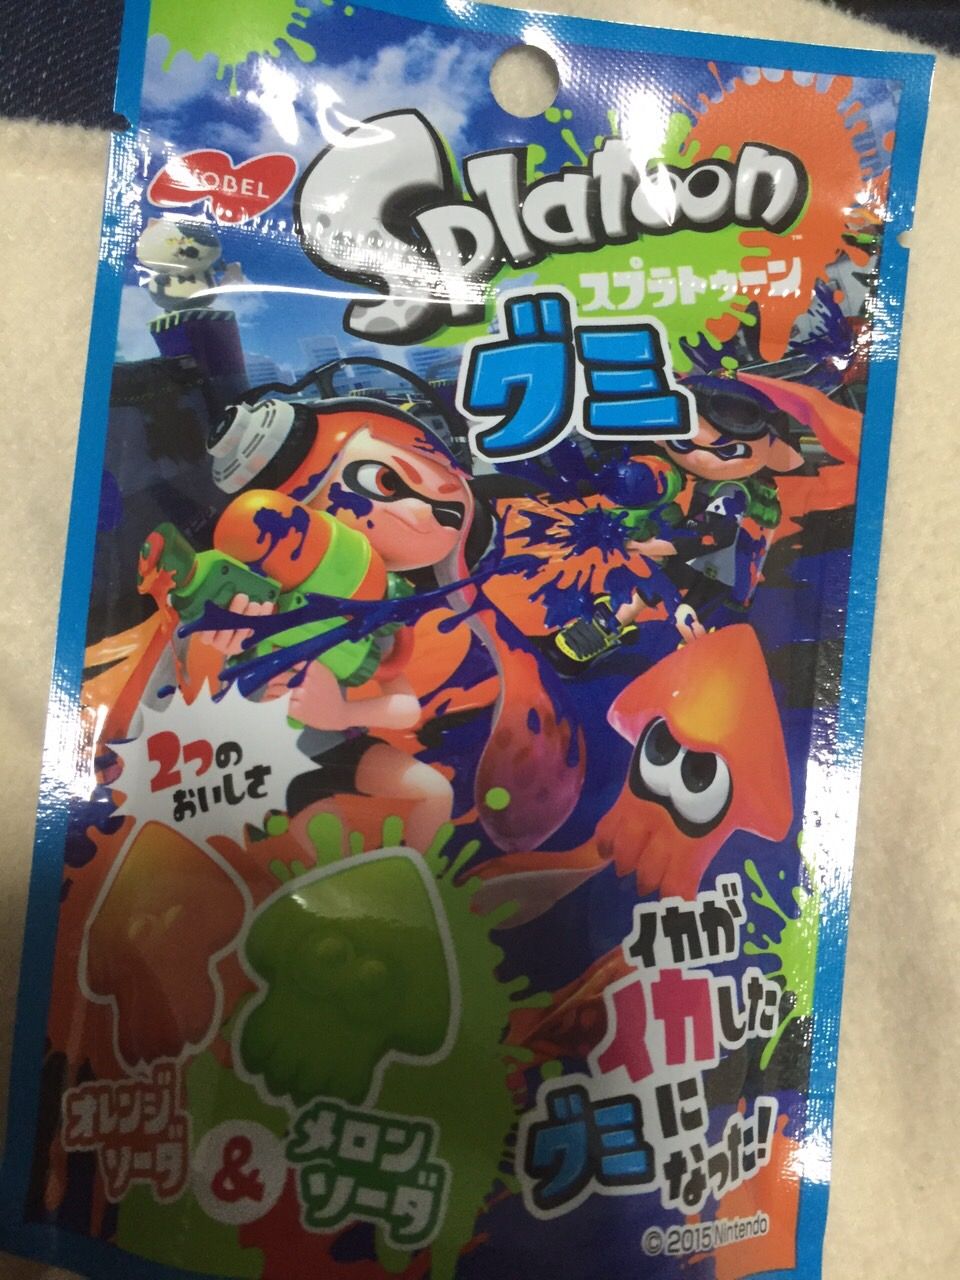 NOBEL
Splatoon
™
スプラトゥーン
グミ
2つの
おいしさ
オレンジ
ソーダ
&
メロン
ソーダ
イカが
イカした
グミに
なった!
© 2015 Nintendo